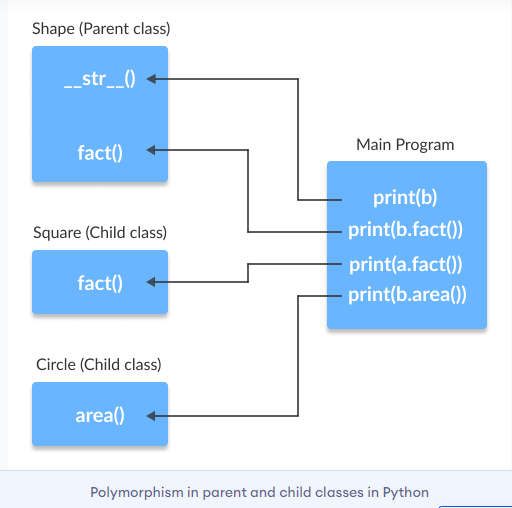 Shape (Parent class)
__str__()
fact()
Square (Child class)
fact()
Circle (Child class)
area()
Main Program
print(b)
print(b.fact())
print(a.fact())
print(b.area())
Polymorphism in parent and child classes in Python